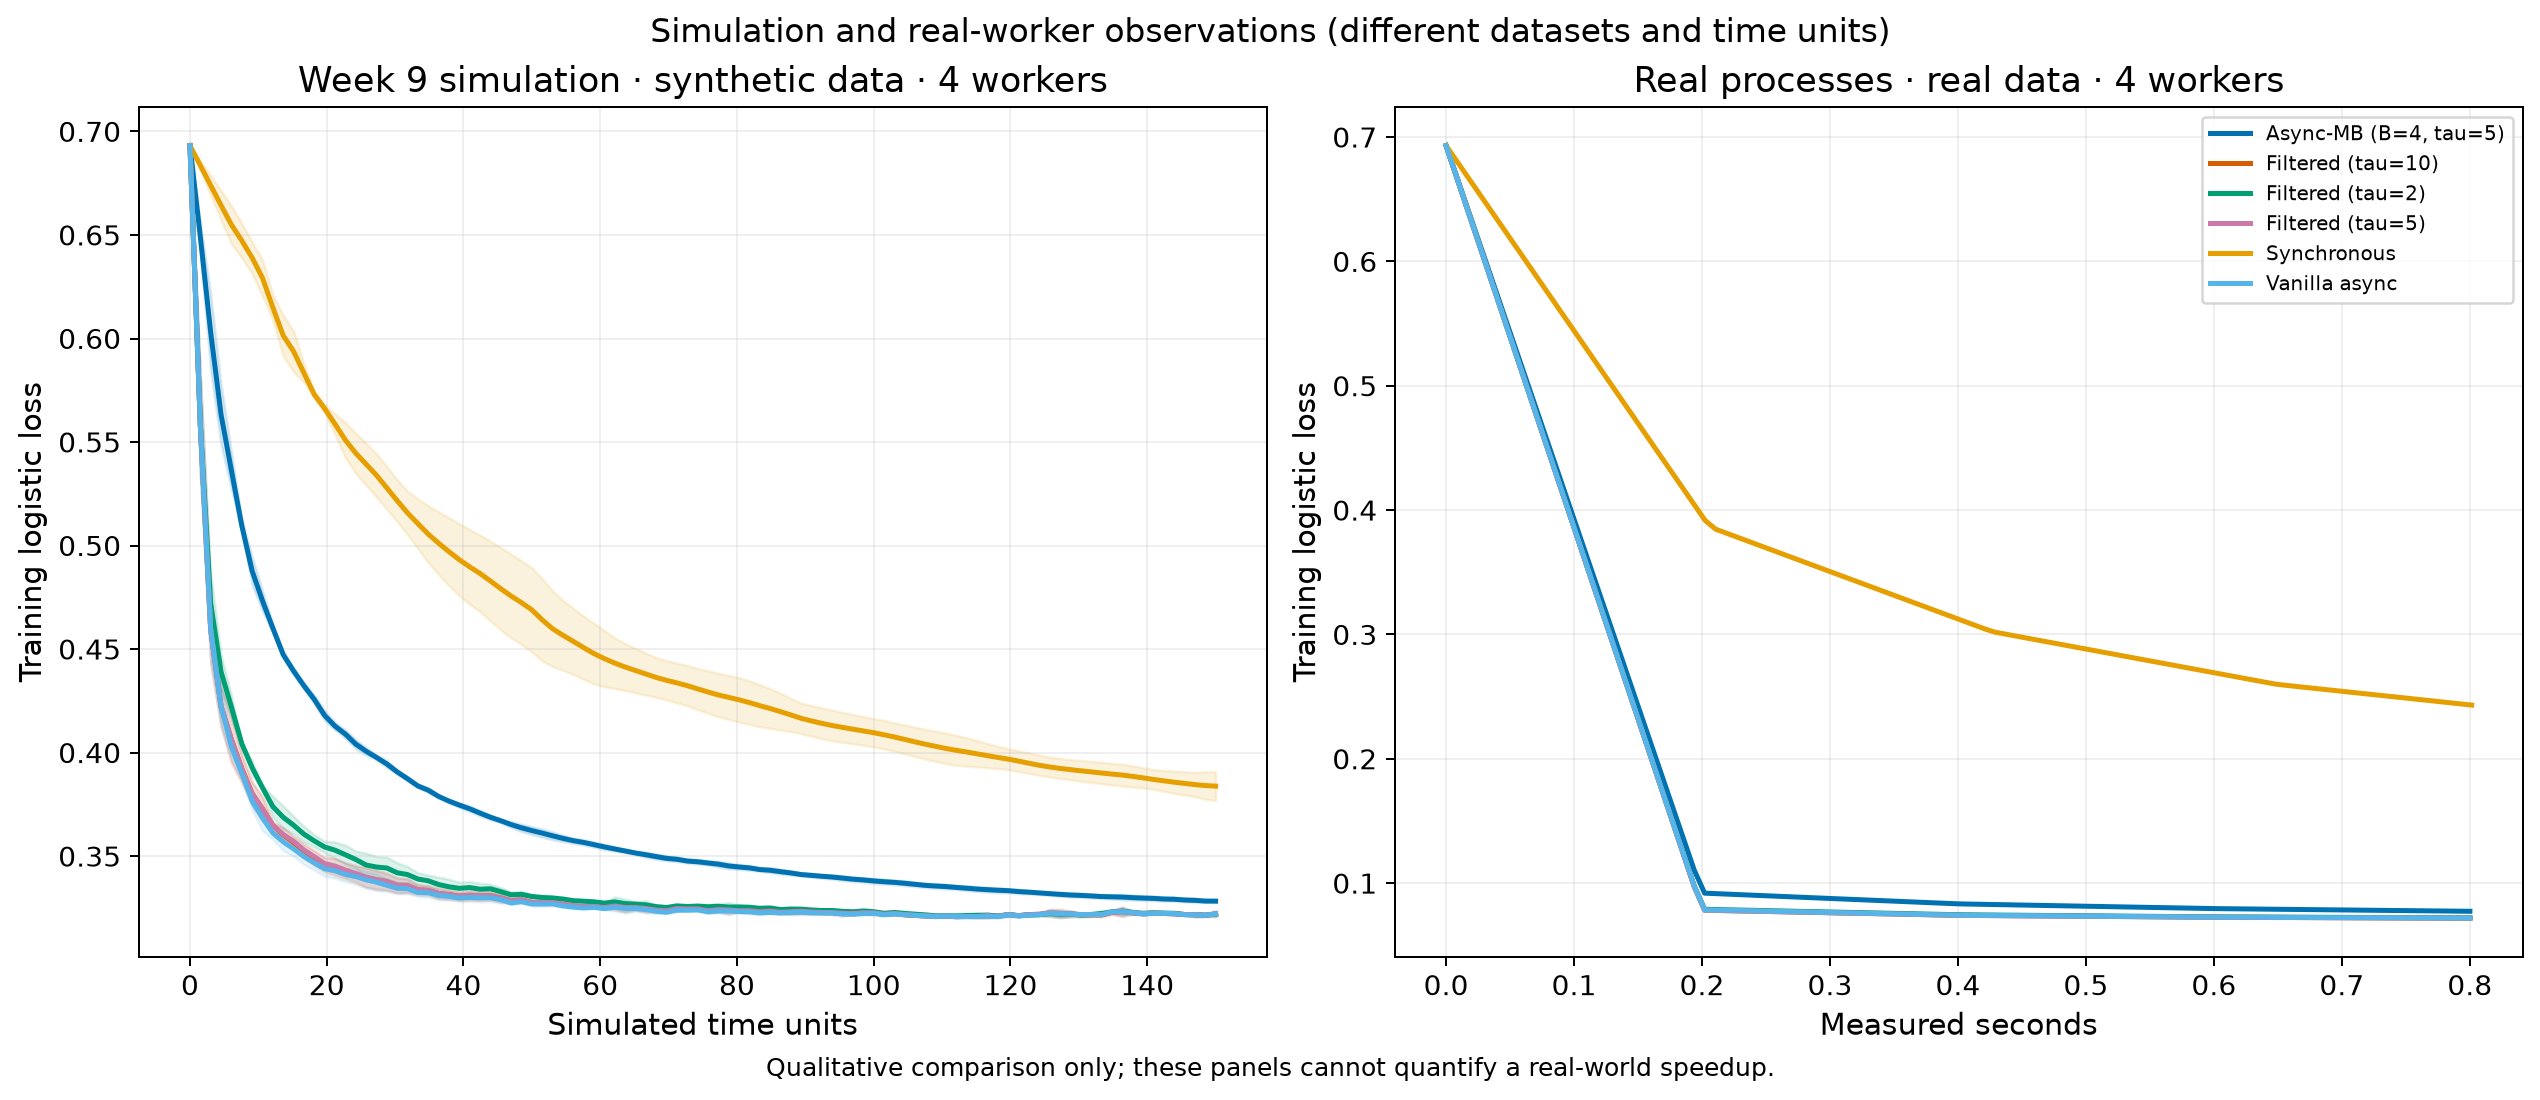 Simulation and real-worker observations (different datasets and time units)
Week 9 simulation · synthetic data · 4 workers
Training logistic loss
0.70
0.65
0.60
0.55
0.50
0.45
0.40
0.35
0
20
40
60
80
100
120
140
Simulated time units
Real processes · real data · 4 workers
Training logistic loss
0.7
0.6
0.5
0.4
0.3
0.2
0.1
Async-MB (B=4, tau=5)
Filtered (tau=10)
Filtered (tau=2)
Filtered (tau=5)
Synchronous
Vanilla async
0.0
0.1
0.2
0.3
0.4
0.5
0.6
0.7
0.8
Measured seconds
Qualitative comparison only; these panels cannot quantify a real-world speedup.